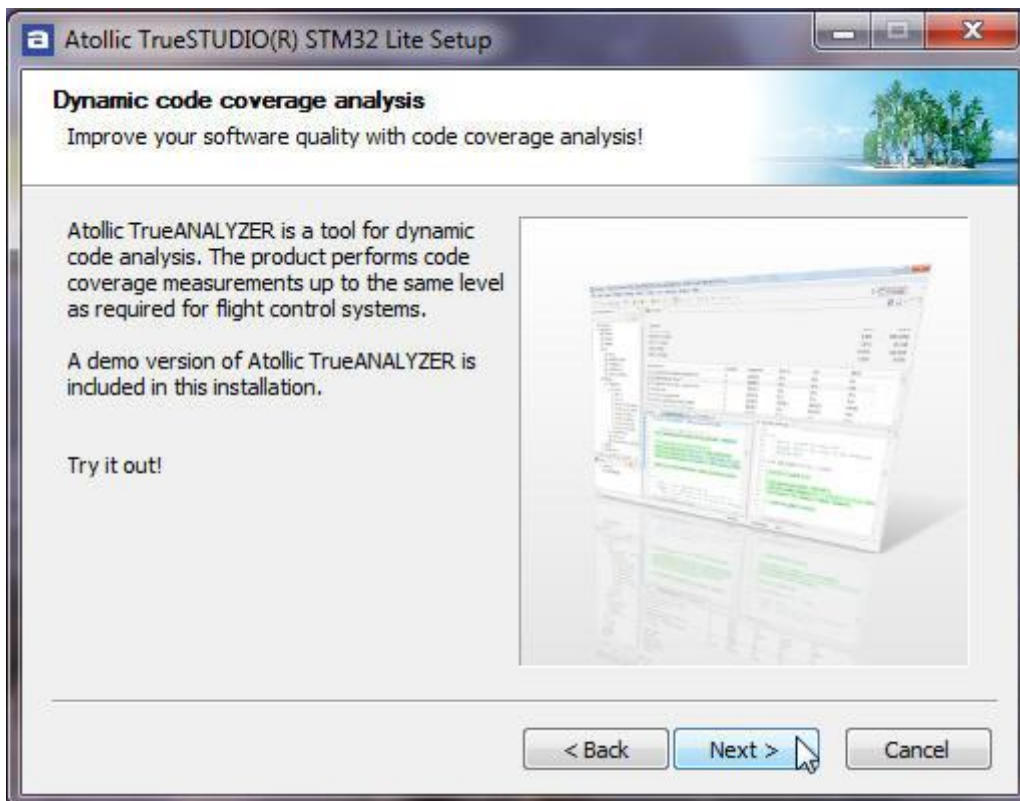 a Atollic TrueSTUDIO(R) STM32 Lite Setup
Dynamic code coverage analysis
Improve your software quality with code coverage analysis!
Atollic TrueANALYZER is a tool for dynamic
code analysis. The product performs code
coverage measurements up to the same level
as required for flight control systems.
A demo version of Atollic TrueANALYZER is
included in this installation.
Try it out!
< Back
Next >
Cancel